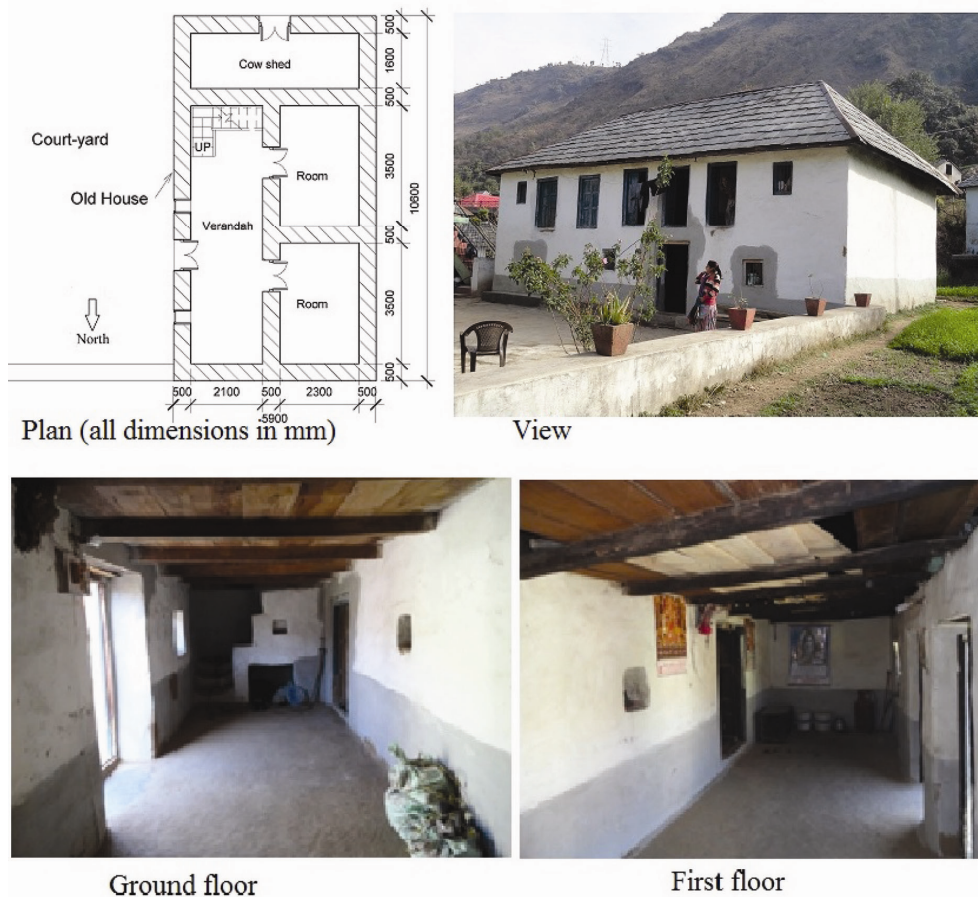 500
Cow shed
1600
500
Court-yard
UP
Old House
Room
3500
10600
Verandah
500
Room
3500
North
500
500 2100 500 2300 500
5900
Plan (all dimensions in mm)
View
Ground floor
First floor